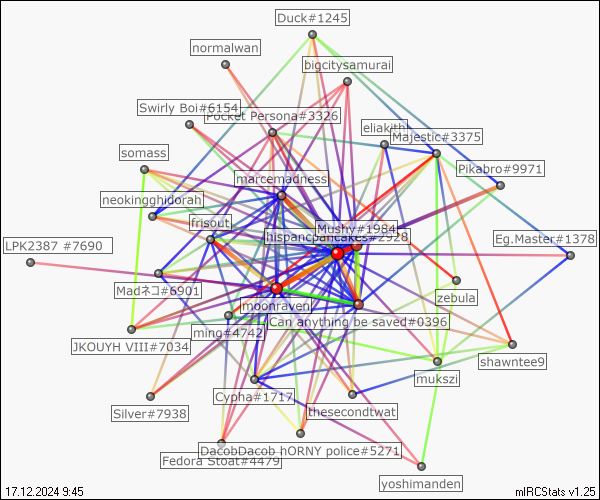 Duck#1245
normalwan
bigcitysamurai
Swirly Boi#6154
Pocket Persona#3326
eliakith
Majestic#3375
somass
Pikabro#9971
marcemadness
neokingghidorah
frisout
Mushy#1984
hispancpancakes#2928
Eg.Master#1378
LPK2387 #7690
Madネコ#6901
zebula
moonraven
Can anything be saved#0396
ming#4742
JKOUYH VIII#7034
shawntee9
mukszi
Cypha#1717
Silver#7938
thesecondtwat
DacobDacob hORNY police#5271
Fedora Stoat#4479
yoshimanden
17.12.2024 9:45
mIRCStats v1.25